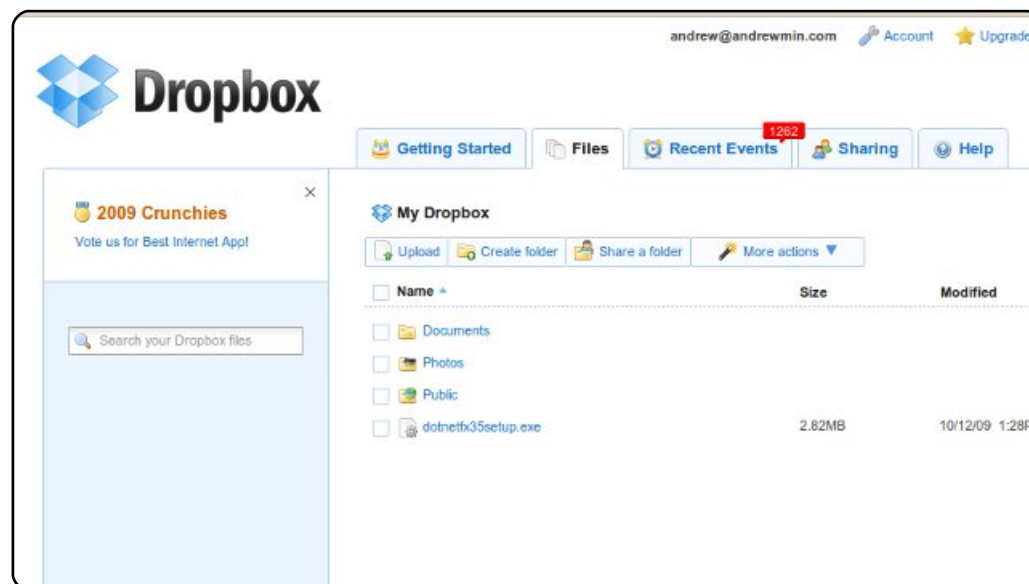 andrew@andrewmin.com Account Upgrade
Dropbox
Getting Started Files Recent Events 1262 Sharing Help
2009 Crunchies
Vote us for Best Internet App!
Search your Dropbox files
My Dropbox
Upload Create folder Share a folder More actions
Name Size Modified
Documents
Photos
Public
dotnetfx35setup.exe 2.82MB 10/12/09 1:28P